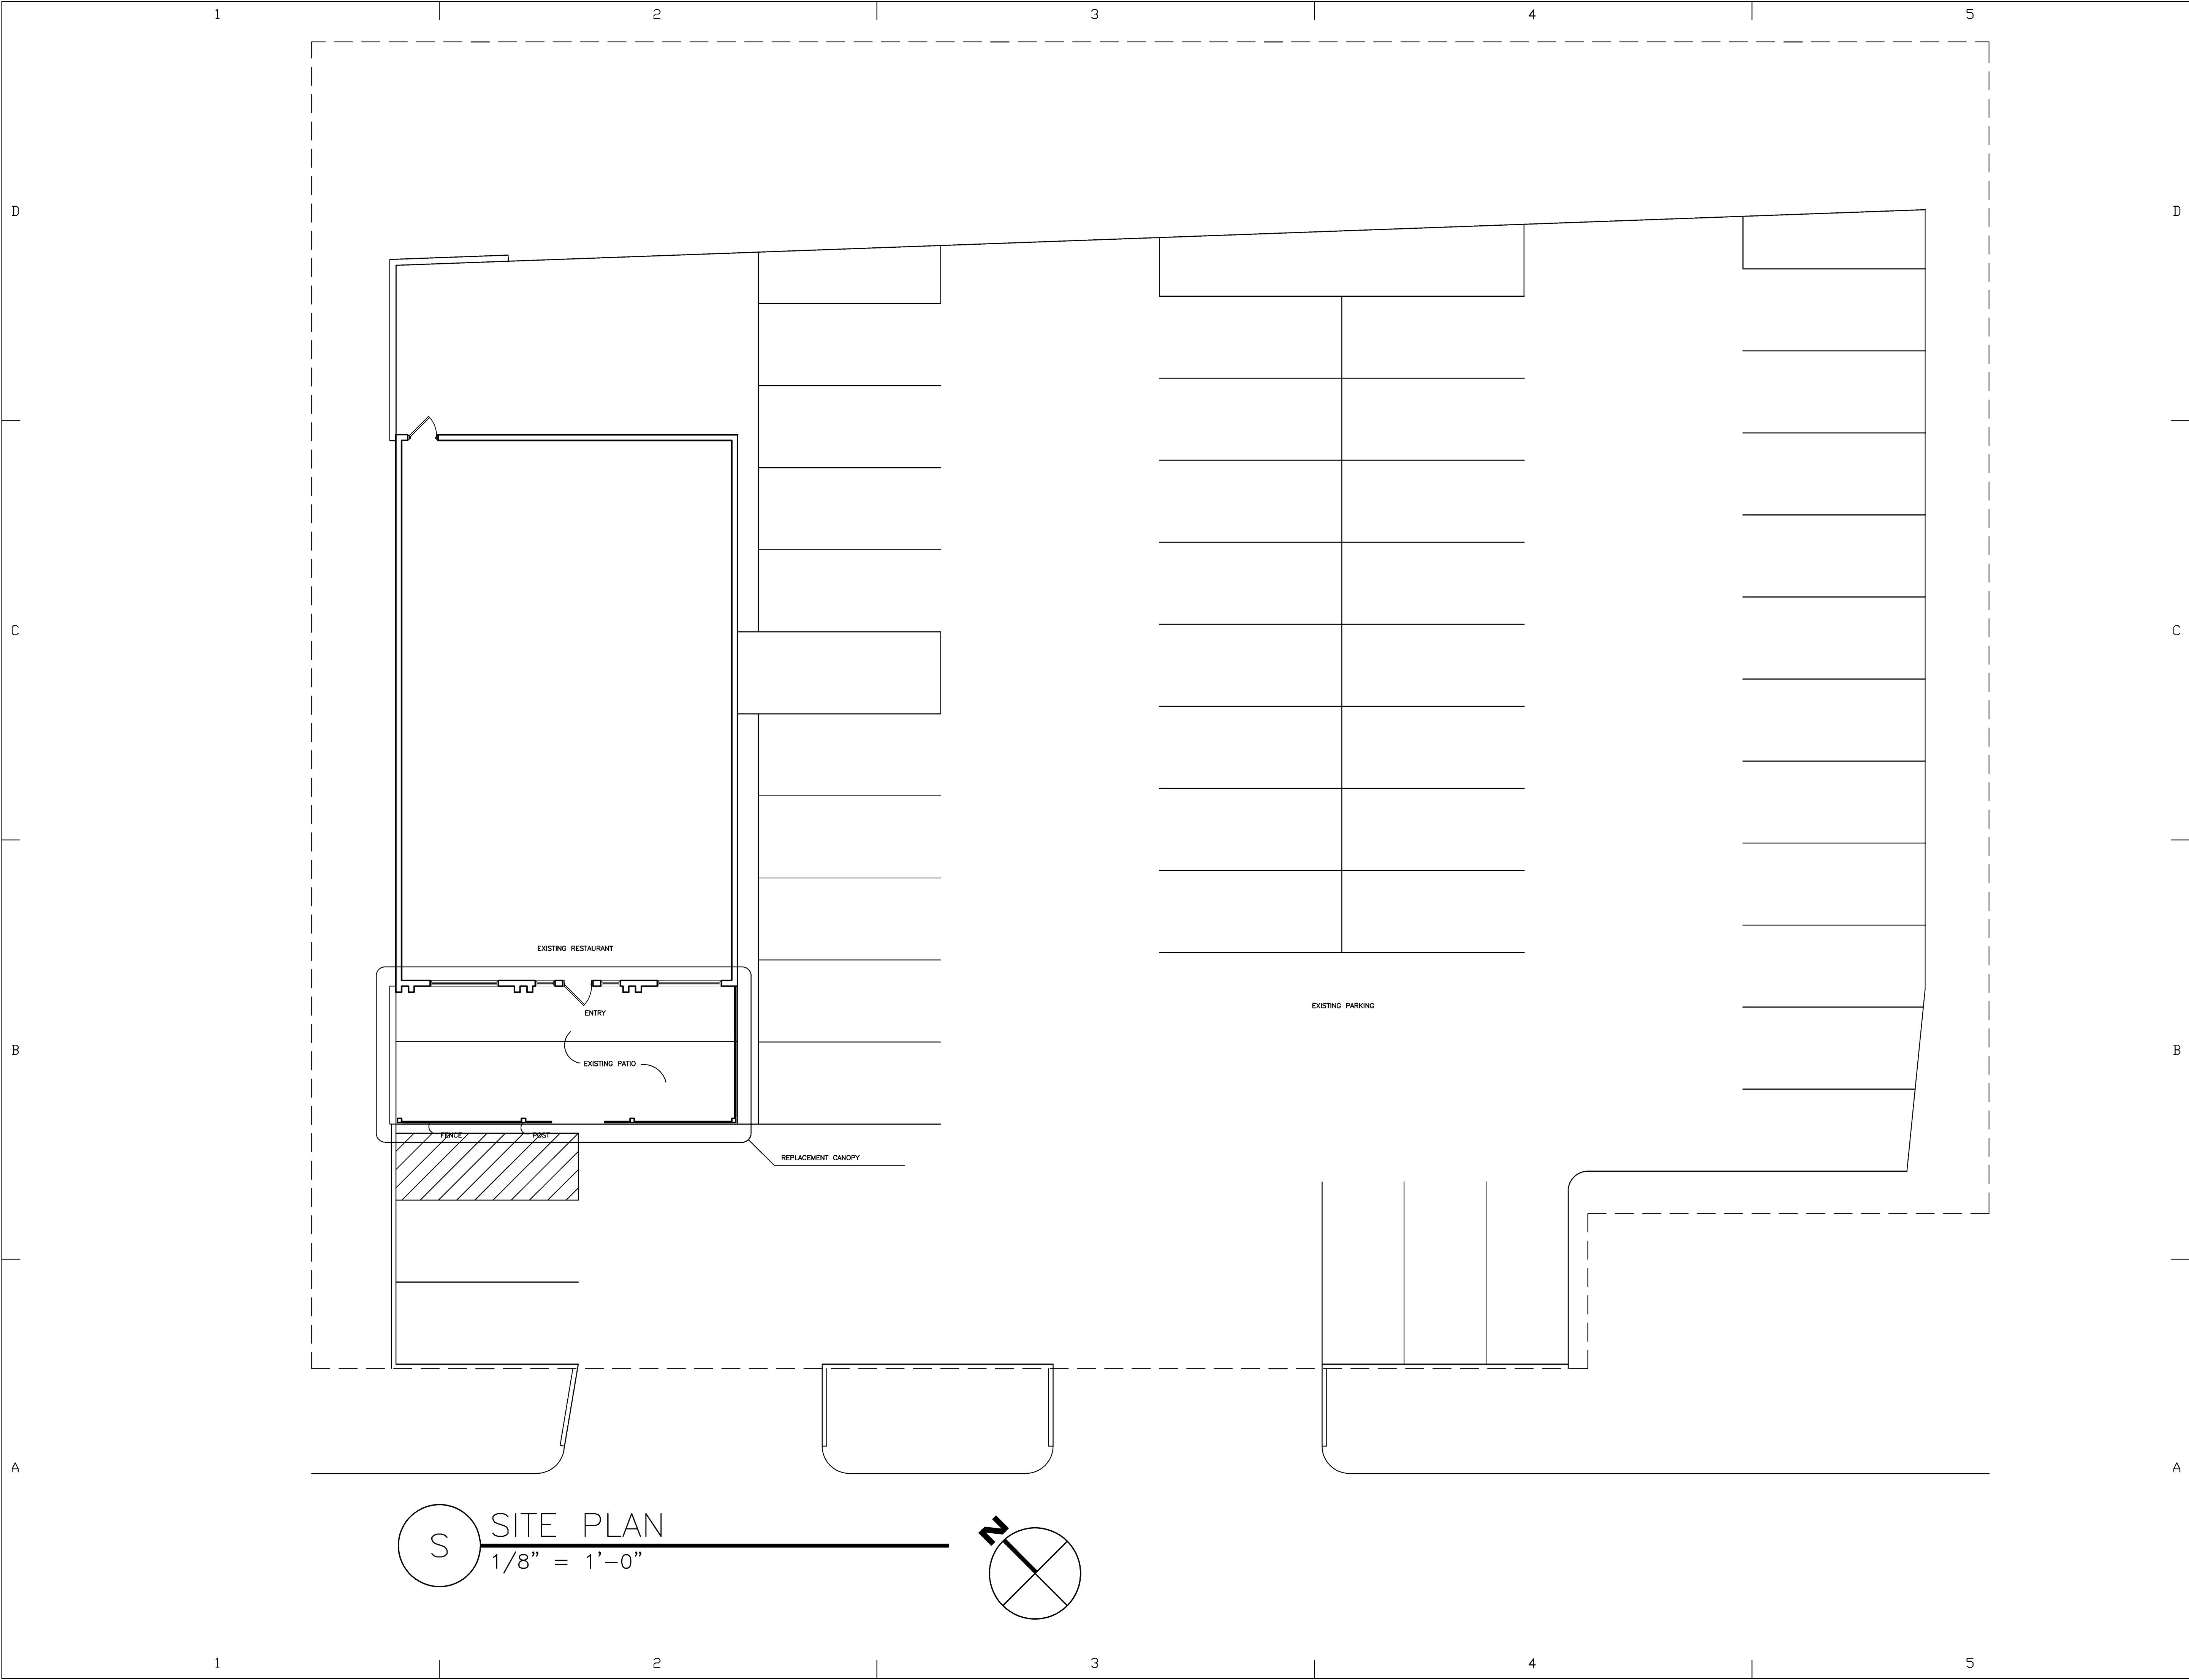 1 2 3 4 5
D D
C C
EXISTING RESTAURANT
EXISTING PARKING
ENTRY
B B
EXISTING PATIO
FENCE POST
REPLACEMENT CANOPY
A A
S SITE PLAN
1/8" = 1'-0"
N
1 2 3 4 5